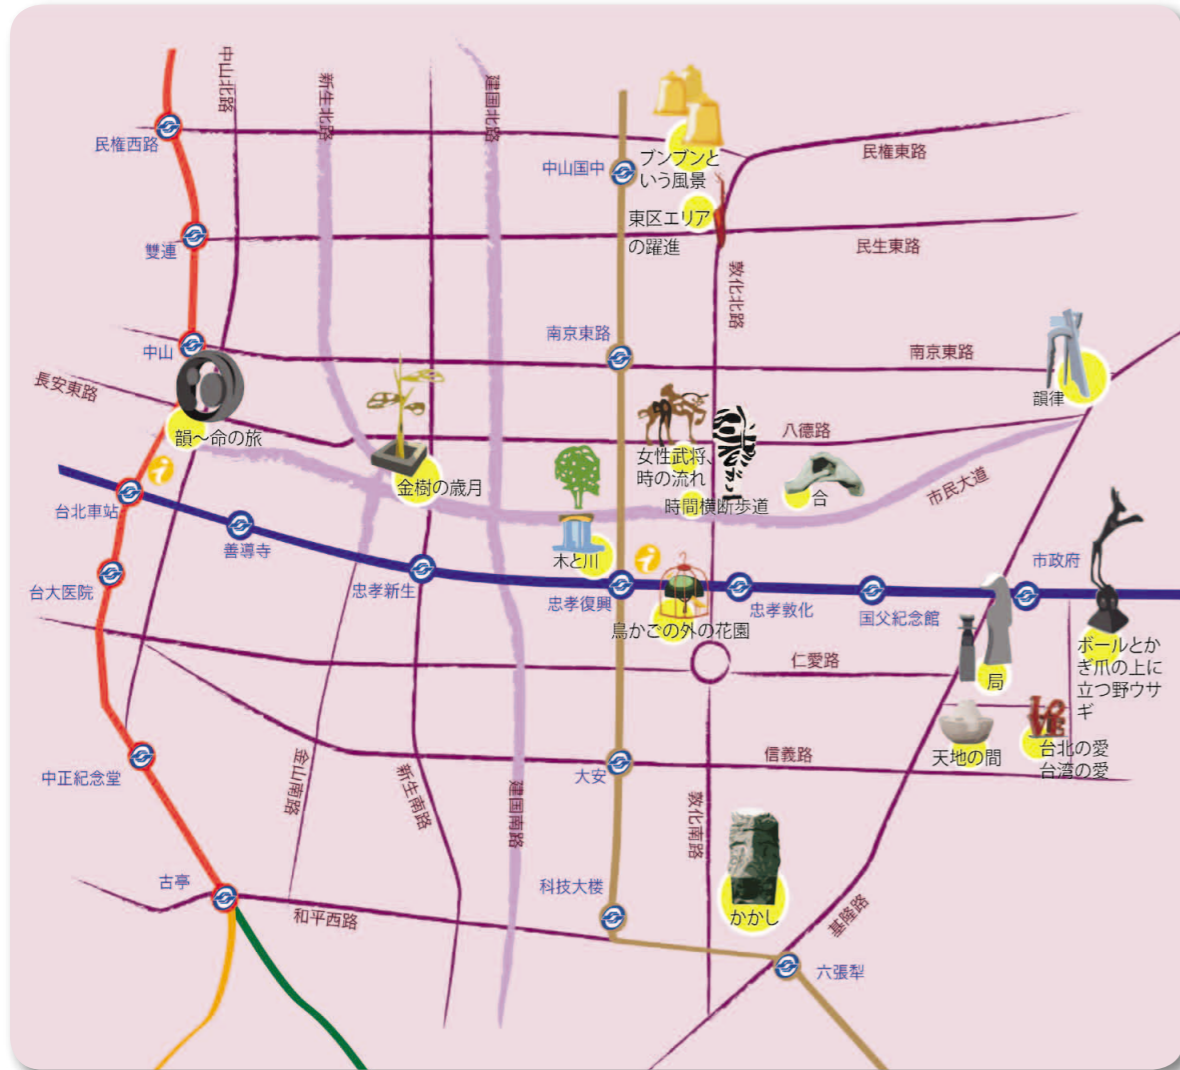 中山北路
新生北路
建国北路
民権西路
中山国中
ブンブンと
いう風景
民権東路
東区エリア
の躍進
雙連
民生東路
敦化北路
南京東路
中山
南京東路
韻律
長安東路
韻～命の旅
八德路
女性武将、
時の流れ
金樹の歳月
時間横断歩道
合
市民大道
台北車站
善導寺
木と川
市政府
台大医院
忠孝新生
忠孝復興
忠孝敦化
国父紀念館
鳥かごの外の花園
ボールとか
ぎ爪の上に
立つ野ウサ
ギ
仁愛路
局
LOVE
天地の間
台北の愛
台湾の愛
信義路
中正紀念堂
金山南路
新生南路
建国南路
大安
敦化南路
古亭
和平西路
科技大楼
かかし
基隆路
六張犁